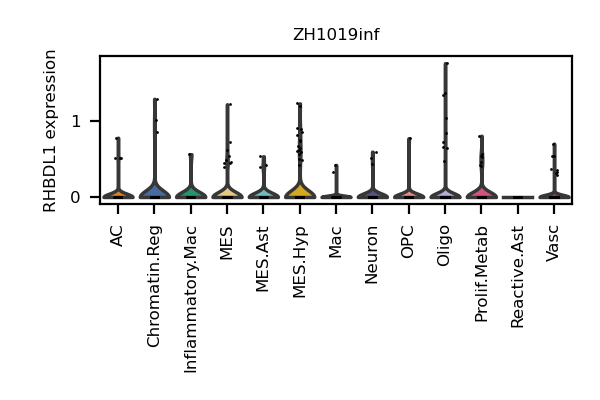 ZH1019inf
RHBDL1 expression
1
0
AC
Chromatin.Reg
Inflammatory.Mac
MES
MES.Ast
MES.Hyp
Mac
Neuron
OPC
Oligo
Prolif.Metab
Reactive.Ast
Vasc